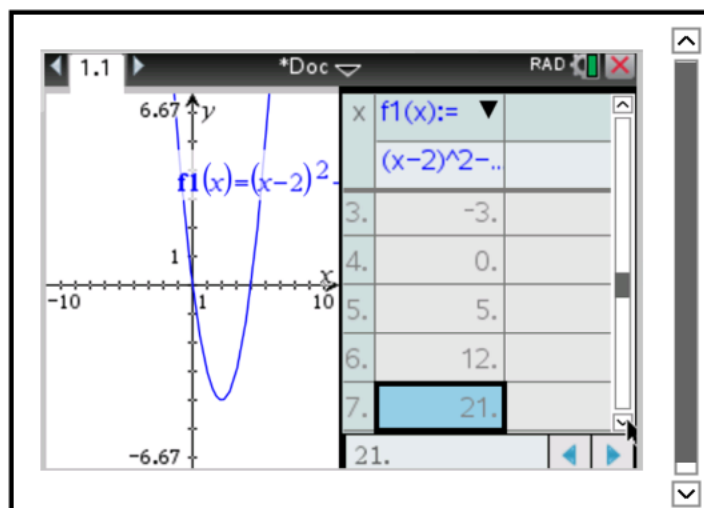 1.1 *Doc RAD
6.67 y
f1(x)=(x-2)² -
1
x
-10 1 10
-6.67
x f1(x):= ▼
(x-2)^2-..
3. -3.
4. 0.
5. 5.
6. 12.
7. 21.
21.